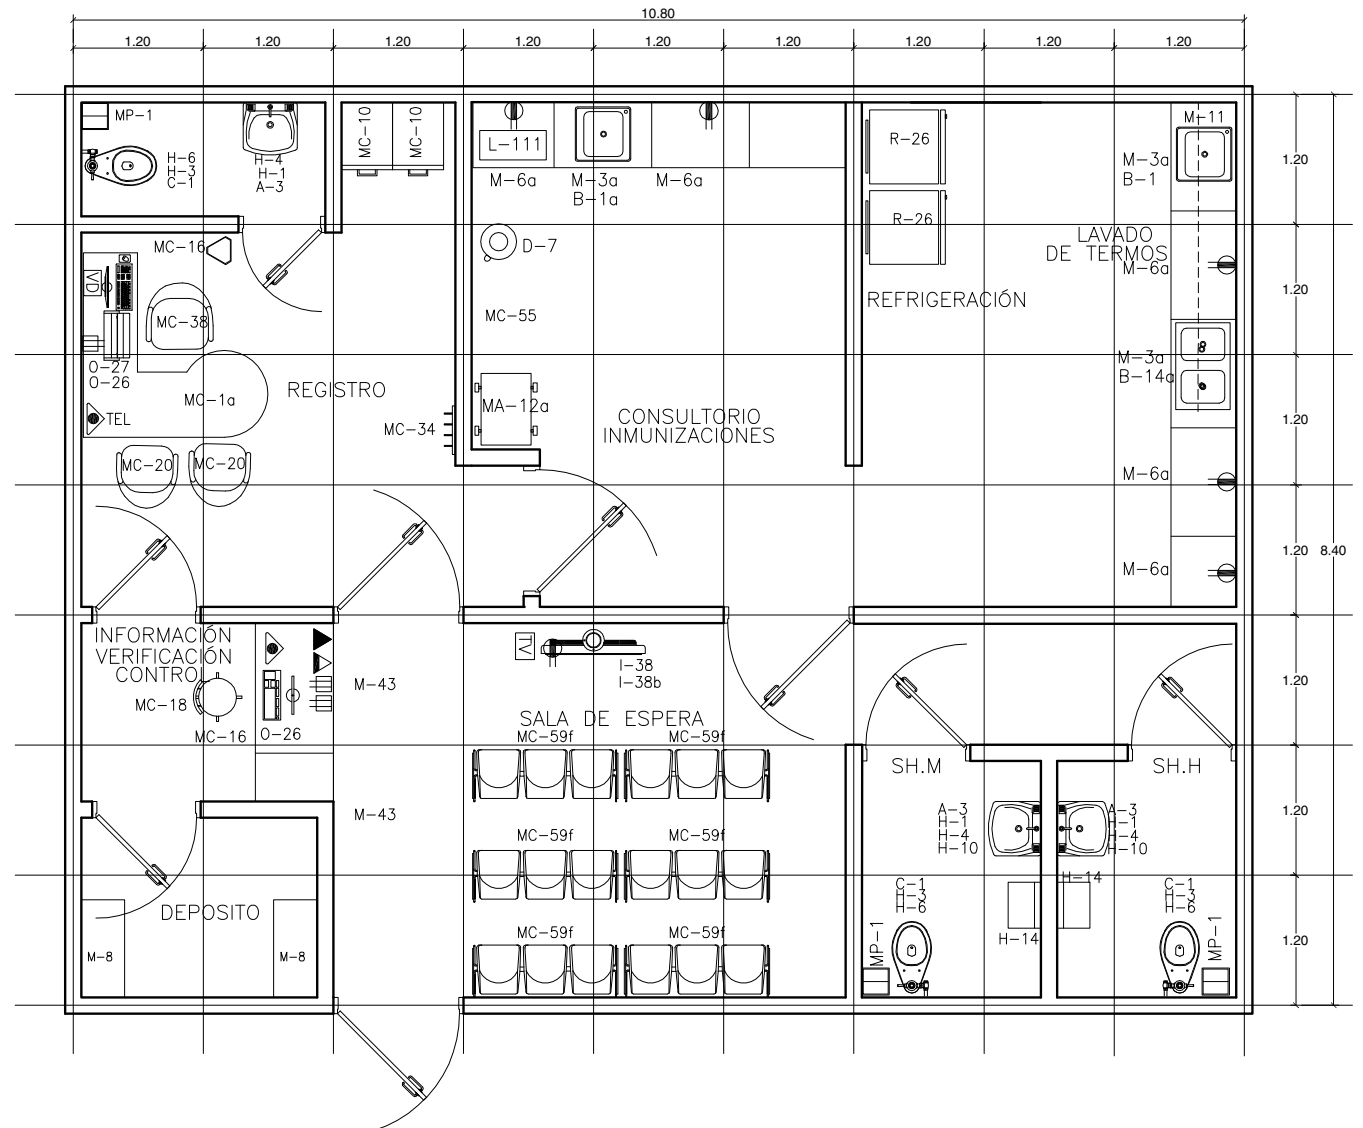 10.80
1.20 1.20 1.20 1.20 1.20 1.20 1.20 1.20 1.20
MP-1
H-6
H-3
C-1
H-4
H-1
A-3
MC-10
MC-10
L-111
M-6a
M-3a
B-1a
M-6a
R-26
R-26
M-11
M-3a
B-1
1.20
MC-16
D-7
LAVADO
DE TERMOS
M-6a
VD
MC-38
MC-55
REFRIGERACIÓN
1.20
O-27
O-26
MC-1a
REGISTRO
TEL
MC-34
MA-12a
CONSULTORIO
INMUNIZACIONES
M-3a
B-14a
1.20
MC-20
MC-20
M-6a
M-6a
1.20
8.40
INFORMACIÓN
VERIFICACIÓN
CONTROL
MC-18
MC-16
O-26
M-43
TV
I-38
I-38b
SALA DE ESPERA
1.20
MC-59f
MC-59f
SH.M
SH.H
M-43
MC-59f
MC-59f
A-3
H-1
H-4
H-10
A-3
H-1
H-4
H-10
1.20
DEPOSITO
M-8
M-8
MC-59f
MC-59f
MP-1
C-1
H-3
H-6
H-14
H-14
C-1
H-3
H-6
MP-1
1.20